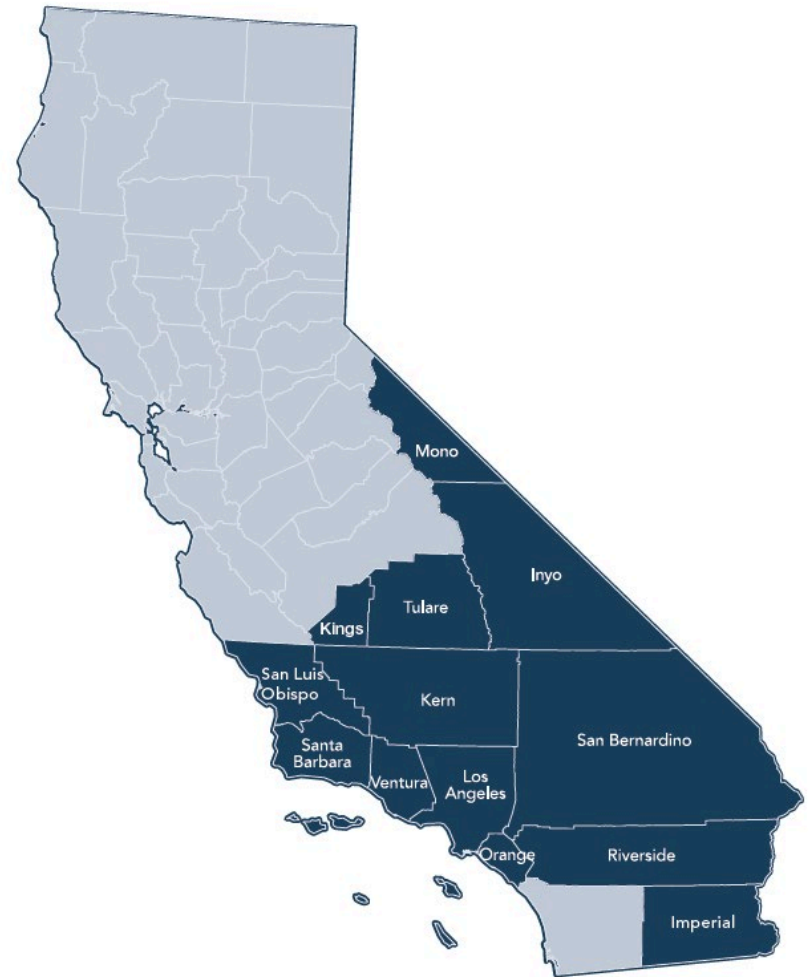 Mono
Inyo
Tulare
Kings
San Luis
Obispo
Kern
San Bernardino
Santa
Barbara
Ventura
Los
Angeles
Orange
Riverside
Imperial